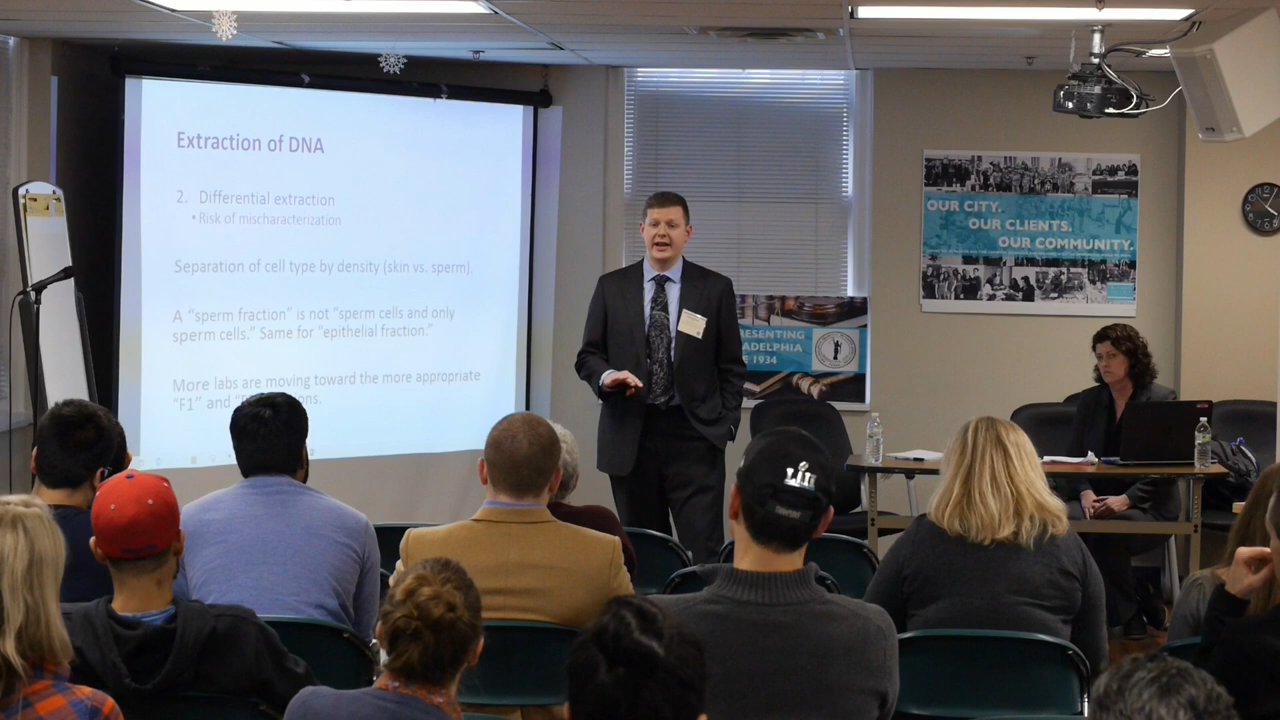 Extraction of DNA
2. Differential extraction
• Risk of mischaracterization
Separation of cell type by density (skin vs. sperm).
A “sperm fraction” is not “sperm cells and only
sperm cells.” Same for “epithelial fraction.”
More labs are moving toward the more appropriate
“F1” and
OUR CITY.
OUR CLIENTS.
OUR COMMUNITY.
RESENTING
ADELPHIA
E 1934
LII